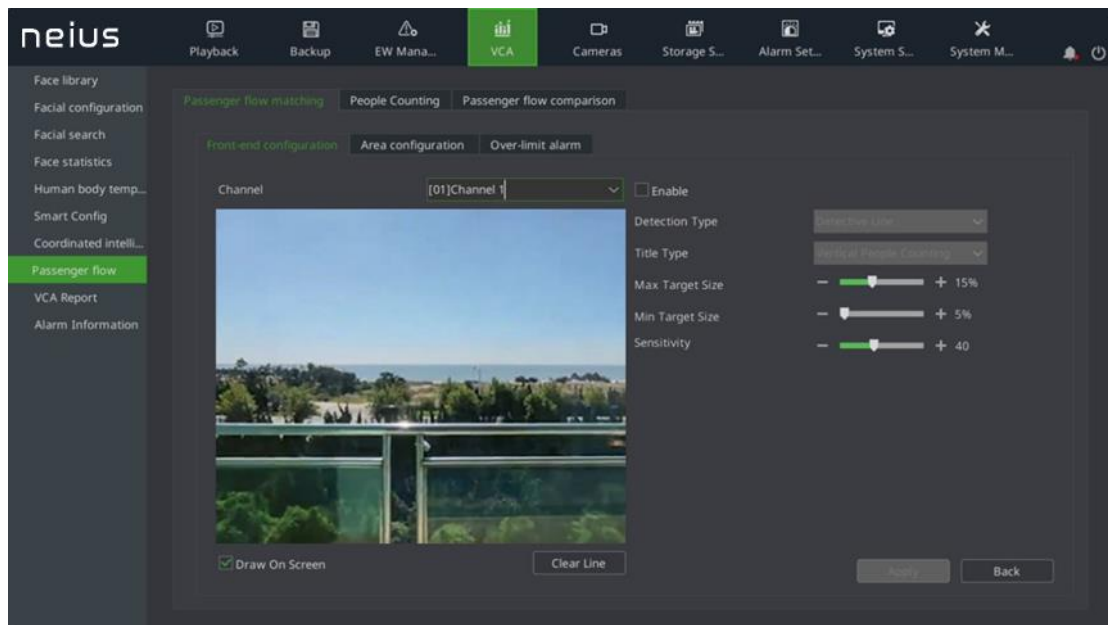 neius
Playback Backup EW Mana... VCA Cameras Storage S... Alarm Set... System S... System M...
Face library
Facial configuration
Facial search
Face statistics
Human body temp...
Smart Config
Coordinated intelli...
Passenger flow
VCA Report
Alarm Information
Passenger flow matching People Counting Passenger flow comparison
Front-end configuration Area configuration Over-limit alarm
Channel [01]Channel 1
Enable
Detection Type Detective Line
Title Type Vertical People Counting
Max Target Size 15%
Min Target Size 5%
Sensitivity 40
Draw On Screen Clear Line
Apply Back